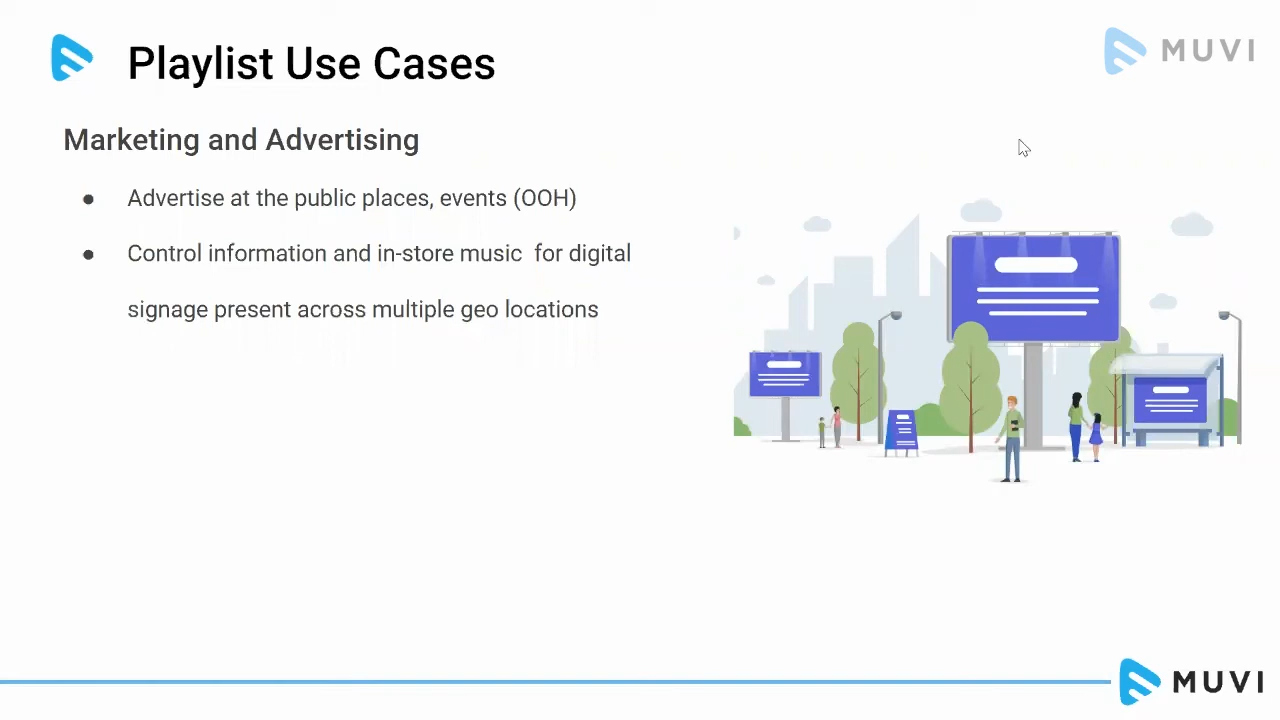 Playlist Use Cases
MUVI
Marketing and Advertising
● Advertise at the public places, events (OOH)
● Control information and in-store music for digital
signage present across multiple geo locations
MUVI